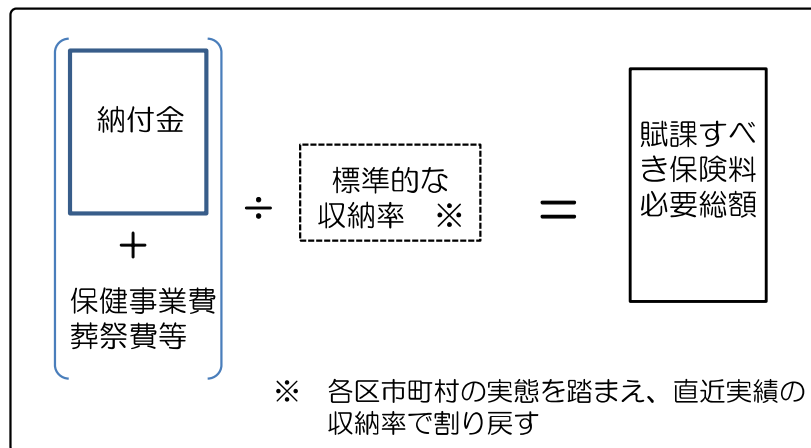 納付金
＋
保健事業費
葬祭費等
÷
標準的な
収納率　※
＝
賦課すべ
き保険料
必要総額
※　各区市町村の実態を踏まえ、直近実績の
収納率で割り戻す